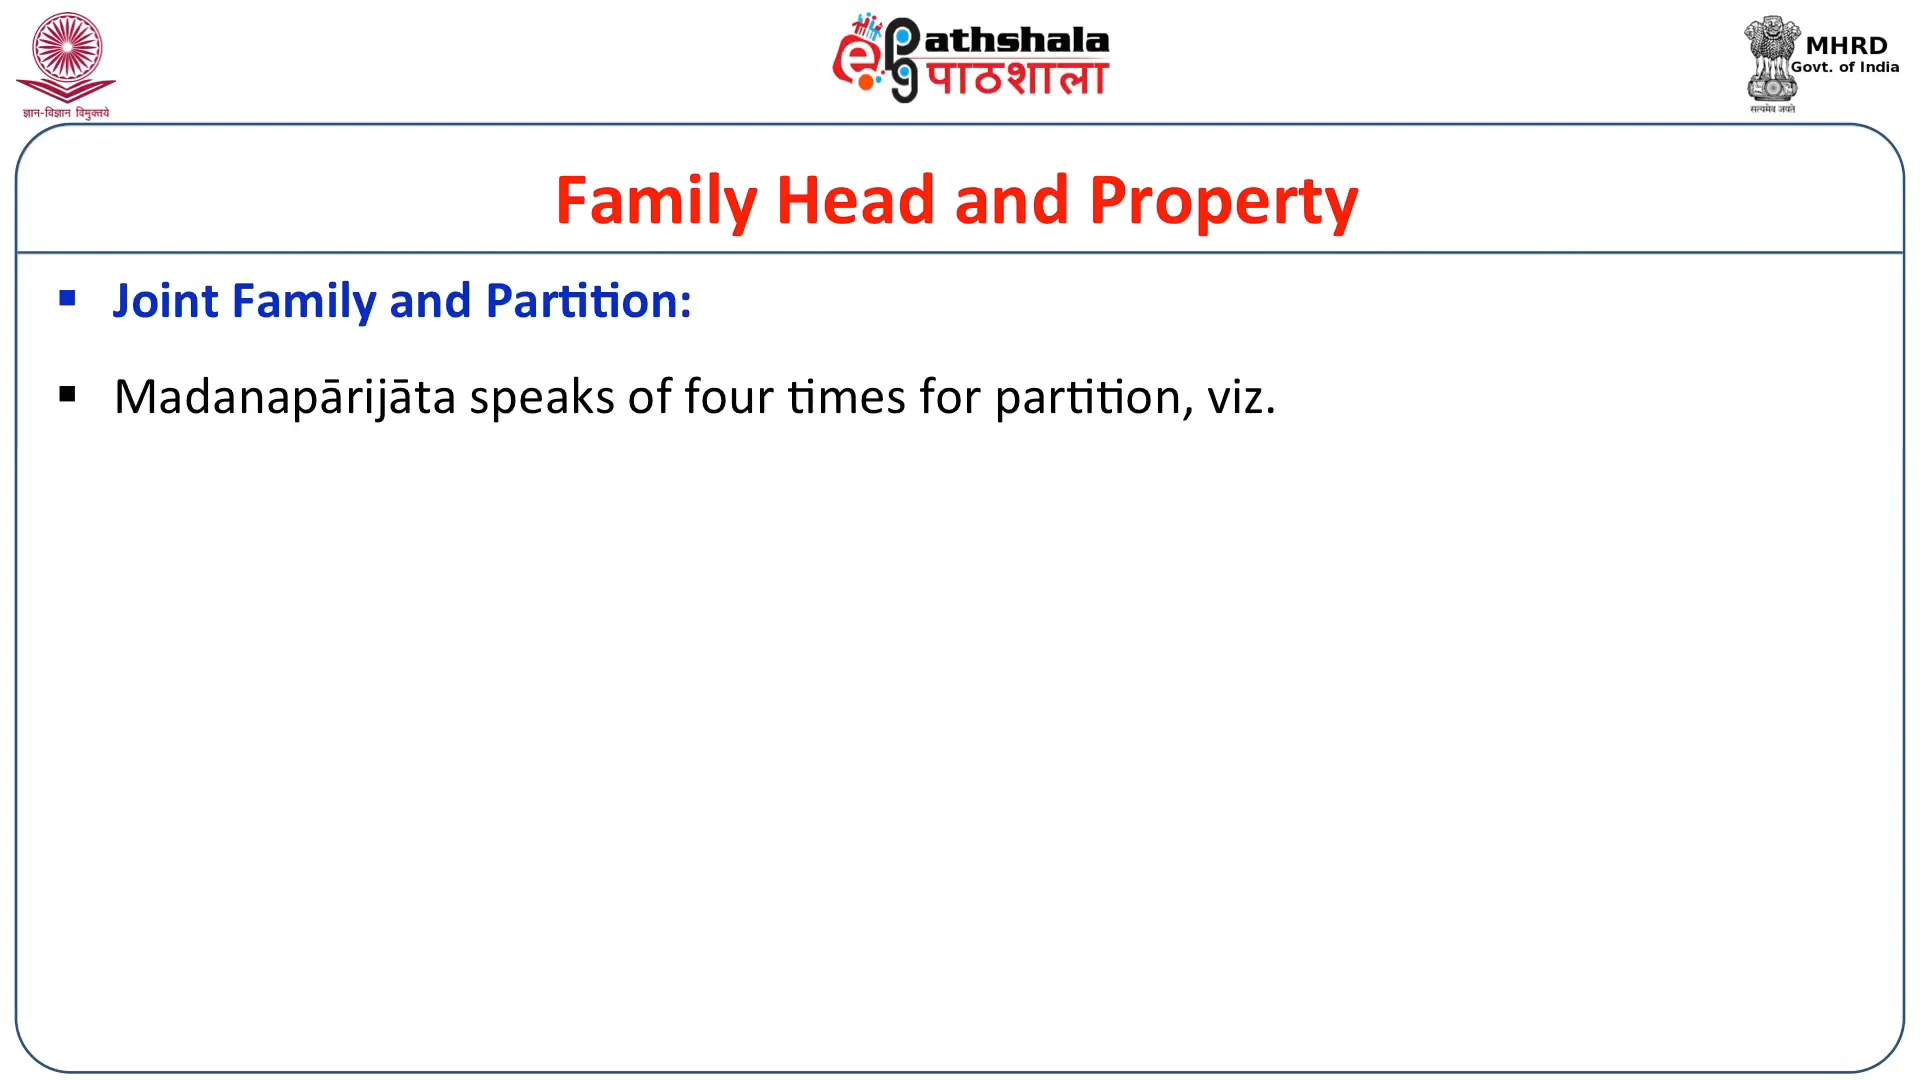 ज्ञान-विज्ञान विमुक्तये
ePathshala
पाठशाला
MHRD
Govt. of India
सत्यमेव जयते
Family Head and Property
▪ Joint Family and Partition:
▪ Madanapārijāta speaks of four times for partition, viz.